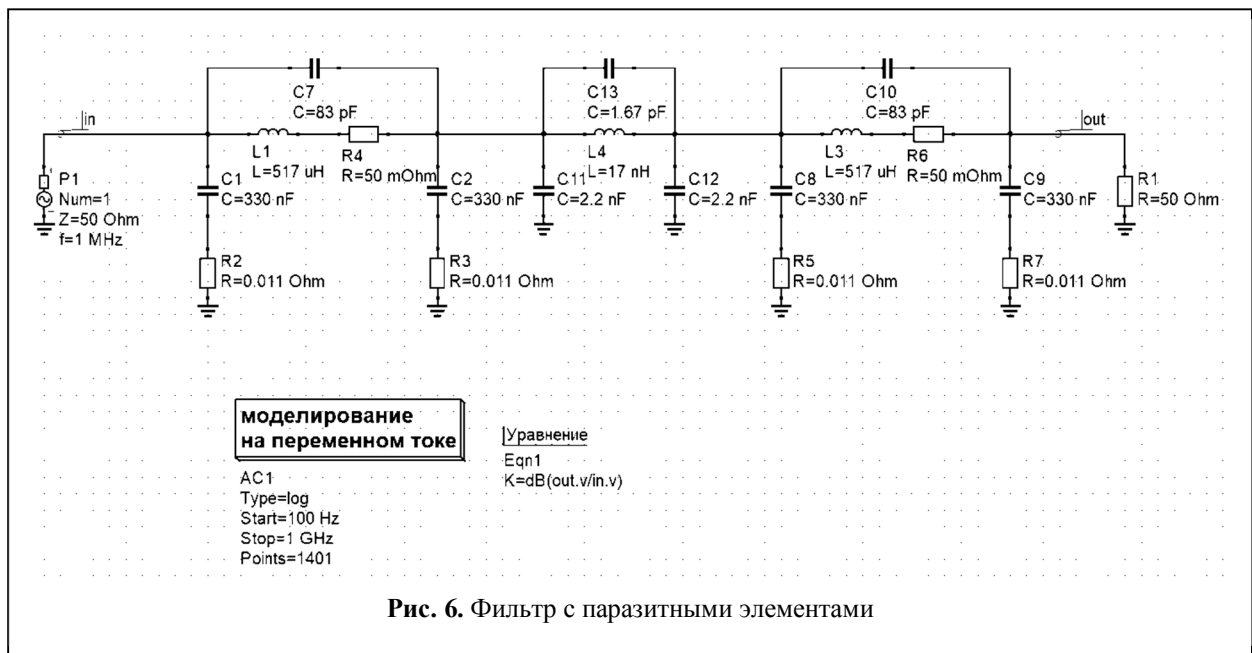 C7
C=83 pF
C13
C=1.67 pF
C10
C=83 pF
in
out
L1
L=517 uH
R4
R=50 mOhm
L4
L=17 nH
L3
L=517 uH
R6
R=50 mOhm
P1
Num=1
Z=50 Ohm
f=1 MHz
C1
C=330 nF
C2
C=330 nF
C11
C=2.2 nF
C12
C=2.2 nF
C8
C=330 nF
C9
C=330 nF
R1
R=50 Ohm
R2
R=0.011 Ohm
R3
R=0.011 Ohm
R5
R=0.011 Ohm
R7
R=0.011 Ohm
моделирование
на переменном токе
AC1
Type=log
Start=100 Hz
Stop=1 GHz
Points=1401
Уравнение
Eqn1
K=dB(out.v/in.v)
Рис. 6. Фильтр с паразитными элементами